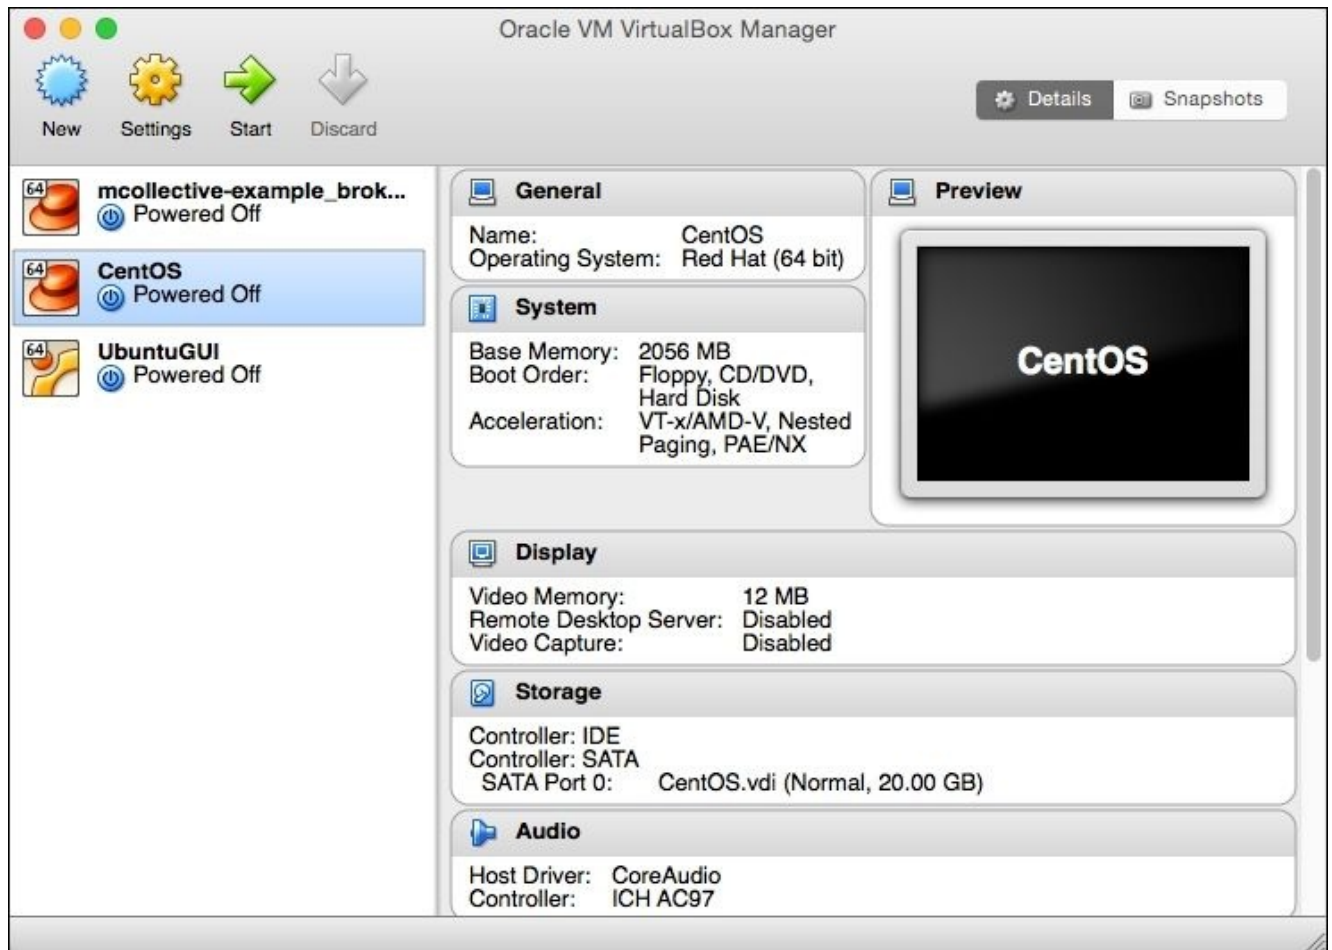 Oracle VM VirtualBox Manager
New
Settings
Start
Discard
Details
Snapshots
64
mcollective-example_brok...
Powered Off
64
CentOS
Powered Off
64
UbuntuGUI
Powered Off
General
Name: CentOS
Operating System: Red Hat (64 bit)
System
Base Memory: 2056 MB
Boot Order: Floppy, CD/DVD,
Hard Disk
Acceleration: VT-x/AMD-V, Nested
Paging, PAE/NX
Preview
CentOS
Display
Video Memory: 12 MB
Remote Desktop Server: Disabled
Video Capture: Disabled
Storage
Controller: IDE
Controller: SATA
SATA Port 0: CentOS.vdi (Normal, 20.00 GB)
Audio
Host Driver: CoreAudio
Controller: ICH AC97